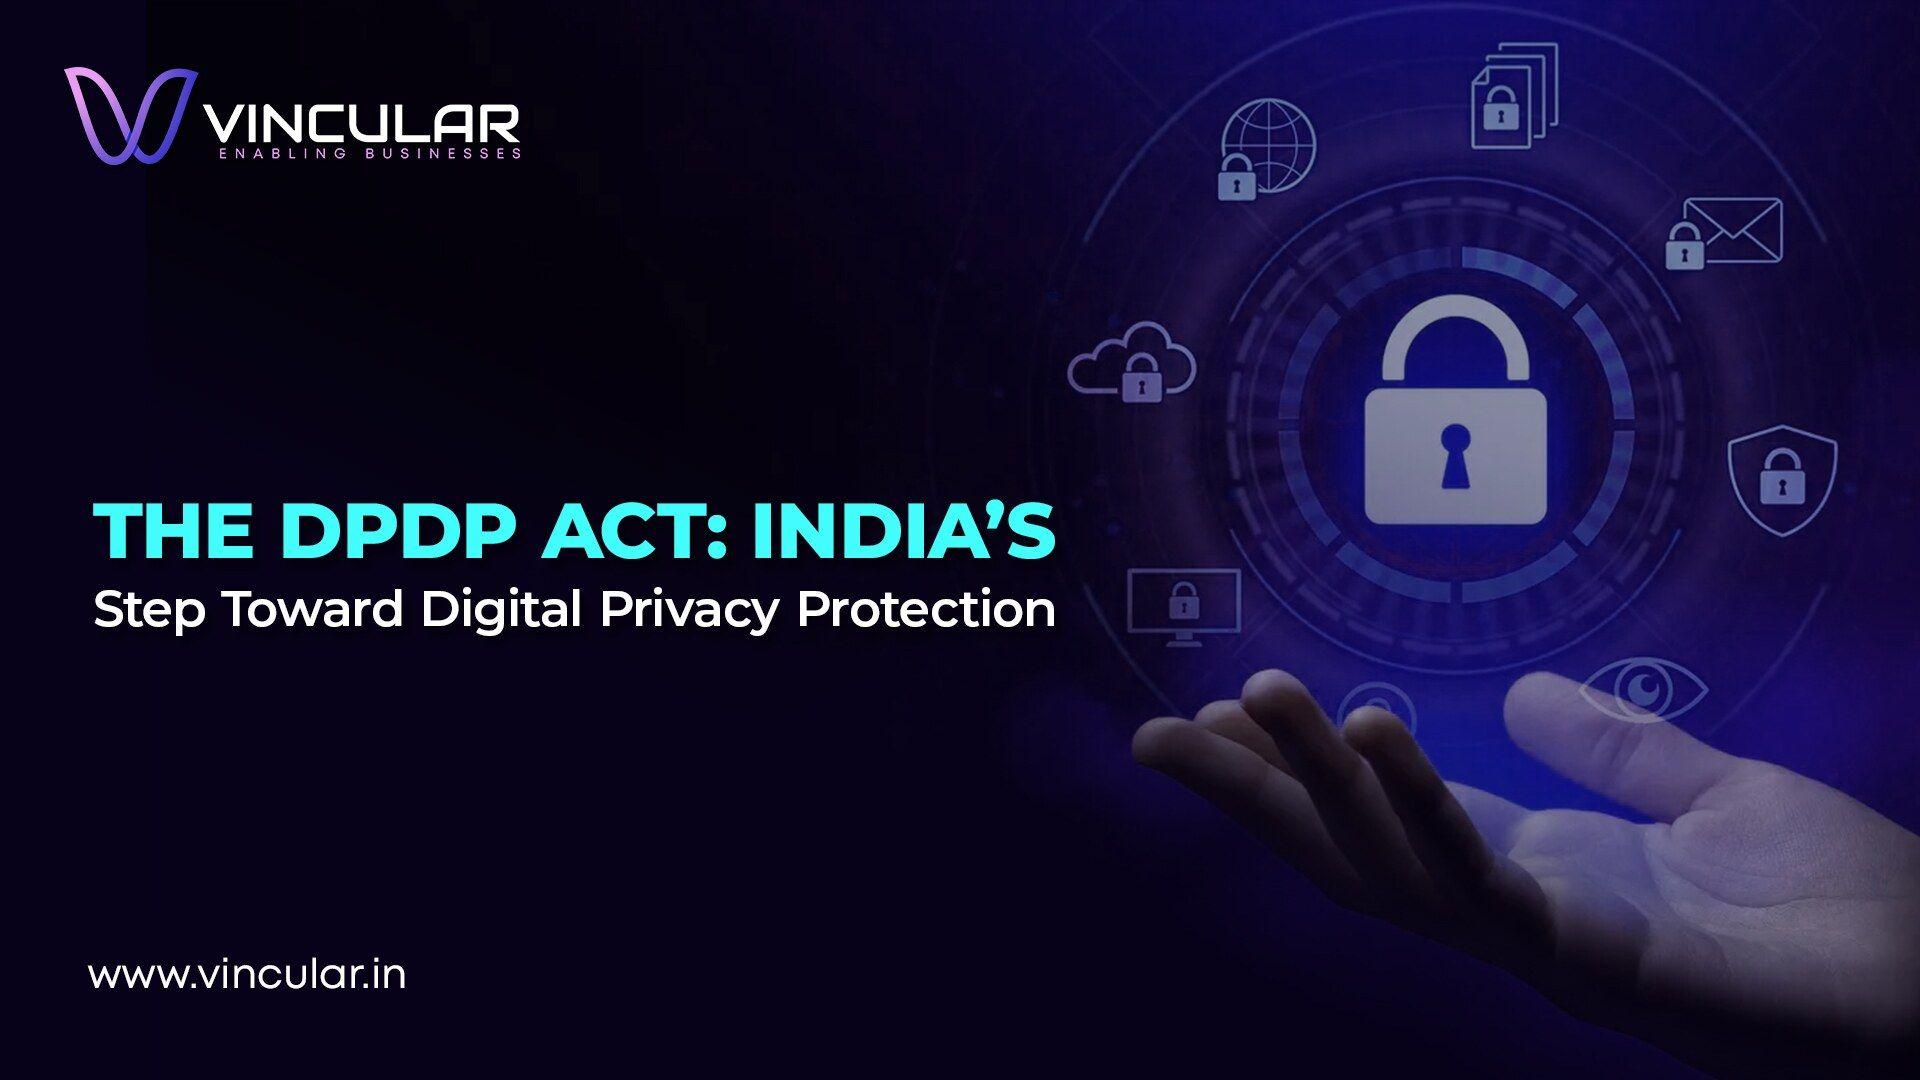 VINCULAR
ENABLING BUSINESSES
THE DPDP ACT: INDIA’S
Step Toward Digital Privacy Protection
www.vincular.in